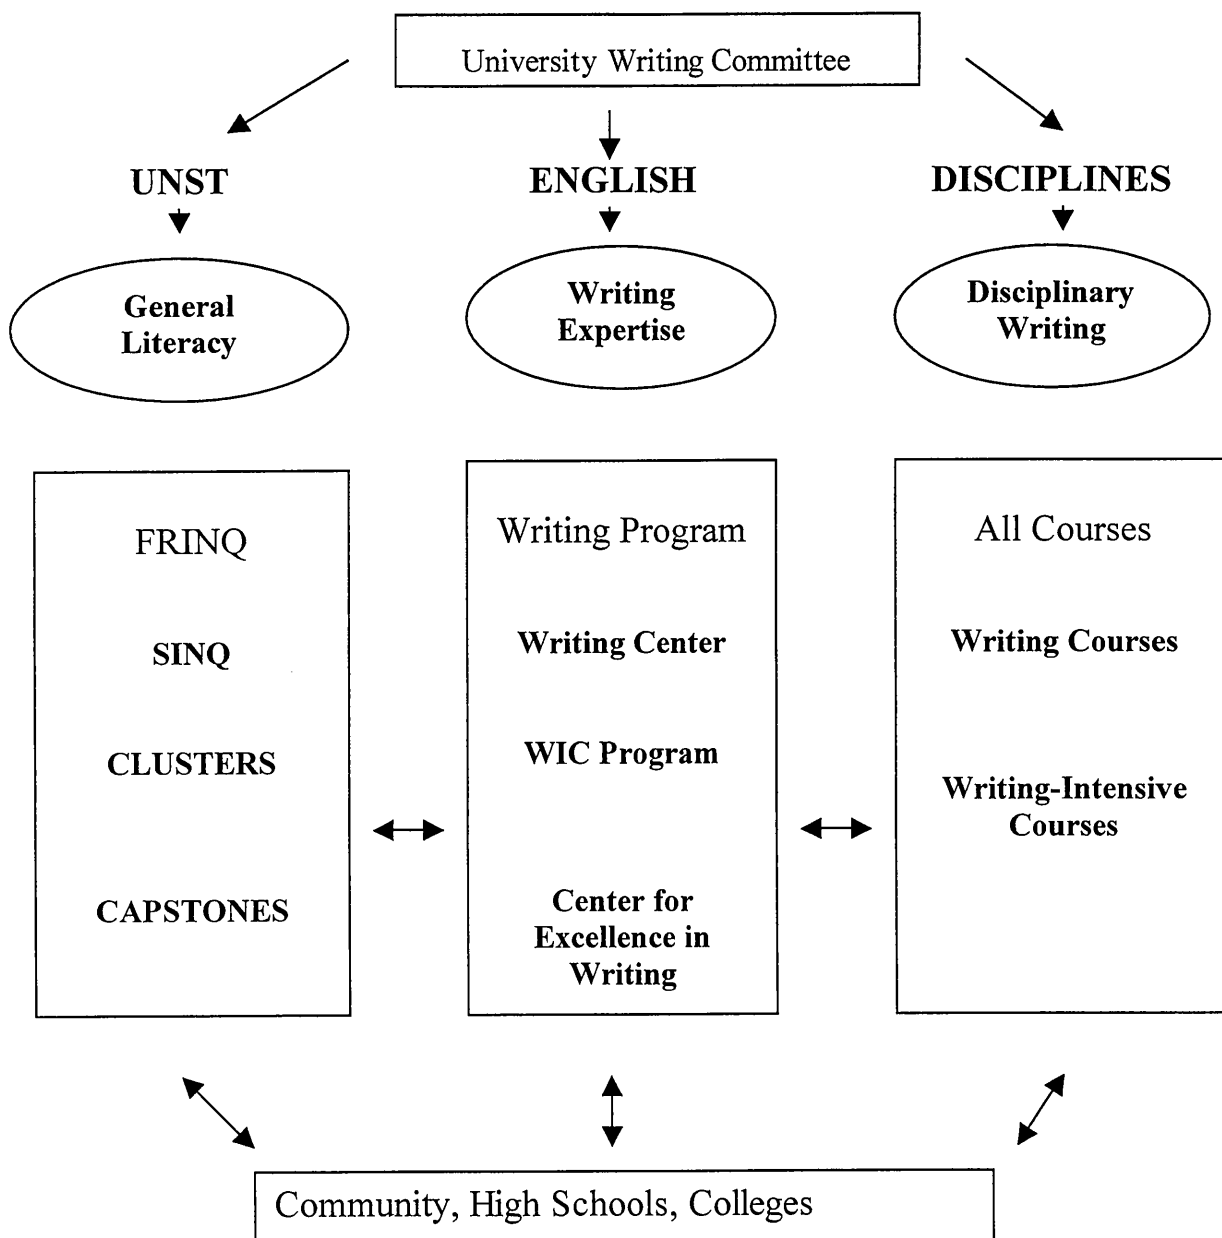 University Writing Committee
UNST
ENGLISH
DISCIPLINES
General
Literacy
Writing
Expertise
Disciplinary
Writing
FRINQ
SINQ
CLUSTERS
CAPSTONES
Writing Program
Writing Center
WIC Program
Center for
Excellence in
Writing
All Courses
Writing Courses
Writing-Intensive
Courses
Community, High Schools, Colleges